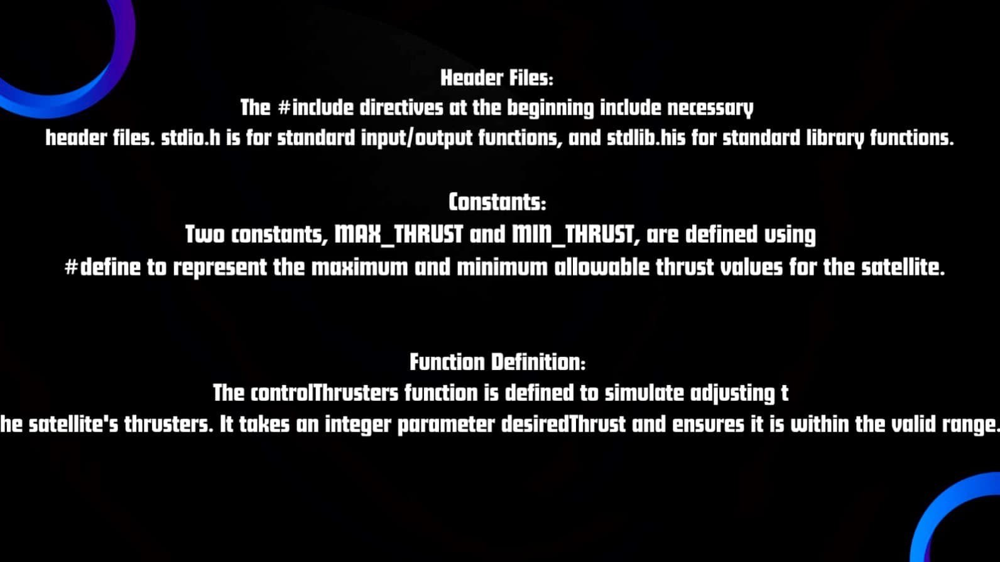 Header Files:
The #include directives at the beginning include necessary
header files. stdio.h is for standard input/output functions, and stdlib.his for standard library functions.
Constants:
Two constants, MAX_THRUST and MIN_THRUST, are defined using
#define to represent the maximum and minimum allowable thrust values for the satellite.
Function Definition:
The controlThrusters function is defined to simulate adjusting t
he satellite's thrusters. It takes an integer parameter desiredThrust and ensures it is within the valid range.